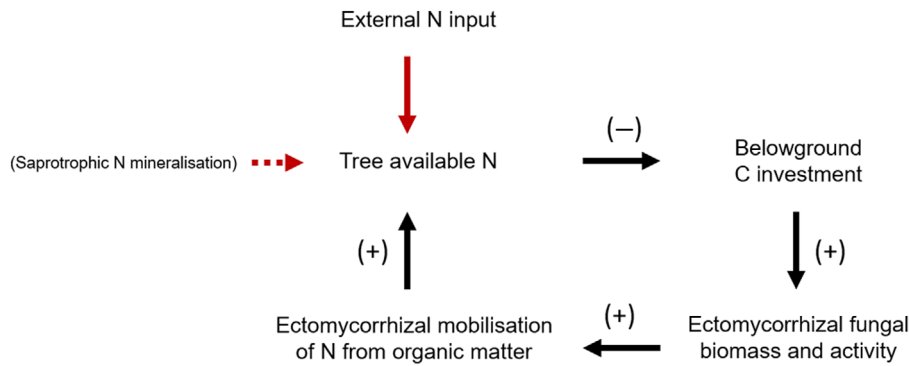 External N input
(Saprotrophic N mineralisation)
Tree available N
(—)
Belowground
C investment
(+)
(+)
(+)
Ectomycorrhizal mobilisation
of N from organic matter
Ectomycorrhizal fungal
biomass and activity